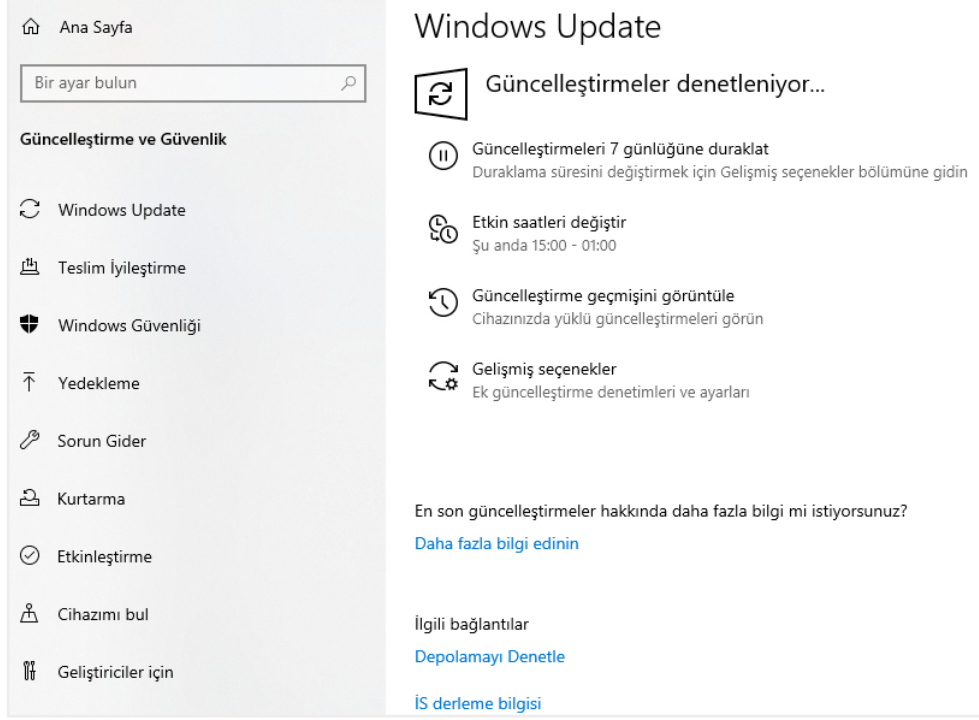 Ana Sayfa
Bir ayar bulun
Güncelleştirme ve Güvenlik
Windows Update
Teslim İyileştirme
Windows Güvenliği
Yedekleme
Sorun Gider
Kurtarma
Etkinleştirme
Cihazımı bul
Geliştiriciler için
Windows Update
Güncelleştirmeler denetleniyor...
Güncelleştirmeleri 7 günlüğüne duraklat
Duraklama süresini değiştirmek için Gelişmiş seçenekler bölümüne gidin
Etkin saatleri değiştir
Şu anda 15:00 - 01:00
Güncelleştirme geçmişini görüntüle
Cihazınızda yüklü güncelleştirmeleri görün
Gelişmiş seçenekler
Ek güncelleştirme denetimleri ve ayarları
En son güncelleştirmeler hakkında daha fazla bilgi mi istiyorsunuz?
Daha fazla bilgi edinin
İlgili bağlantılar
Depolamayı Denetle
İS derleme bilgisi